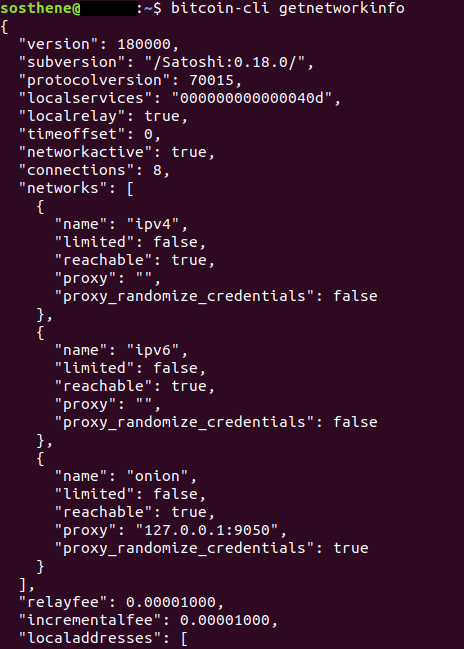 sosthene@ :~$ bitcoin-cli getnetworkinfo
{
  "version": 180000,
  "subversion": "/Satoshi:0.18.0/",
  "protocolversion": 70015,
  "localservices": "000000000000040d",
  "localrelay": true,
  "timeoffset": 0,
  "networkactive": true,
  "connections": 8,
  "networks": [
    {
      "name": "ipv4",
      "limited": false,
      "reachable": true,
      "proxy": "",
      "proxy_randomize_credentials": false
    },
    {
      "name": "ipv6",
      "limited": false,
      "reachable": true,
      "proxy": "",
      "proxy_randomize_credentials": false
    },
    {
      "name": "onion",
      "limited": false,
      "reachable": true,
      "proxy": "127.0.0.1:9050",
      "proxy_randomize_credentials": true
    }
  ],
  "relayfee": 0.00001000,
  "incrementalfee": 0.00001000,
  "localaddresses": [